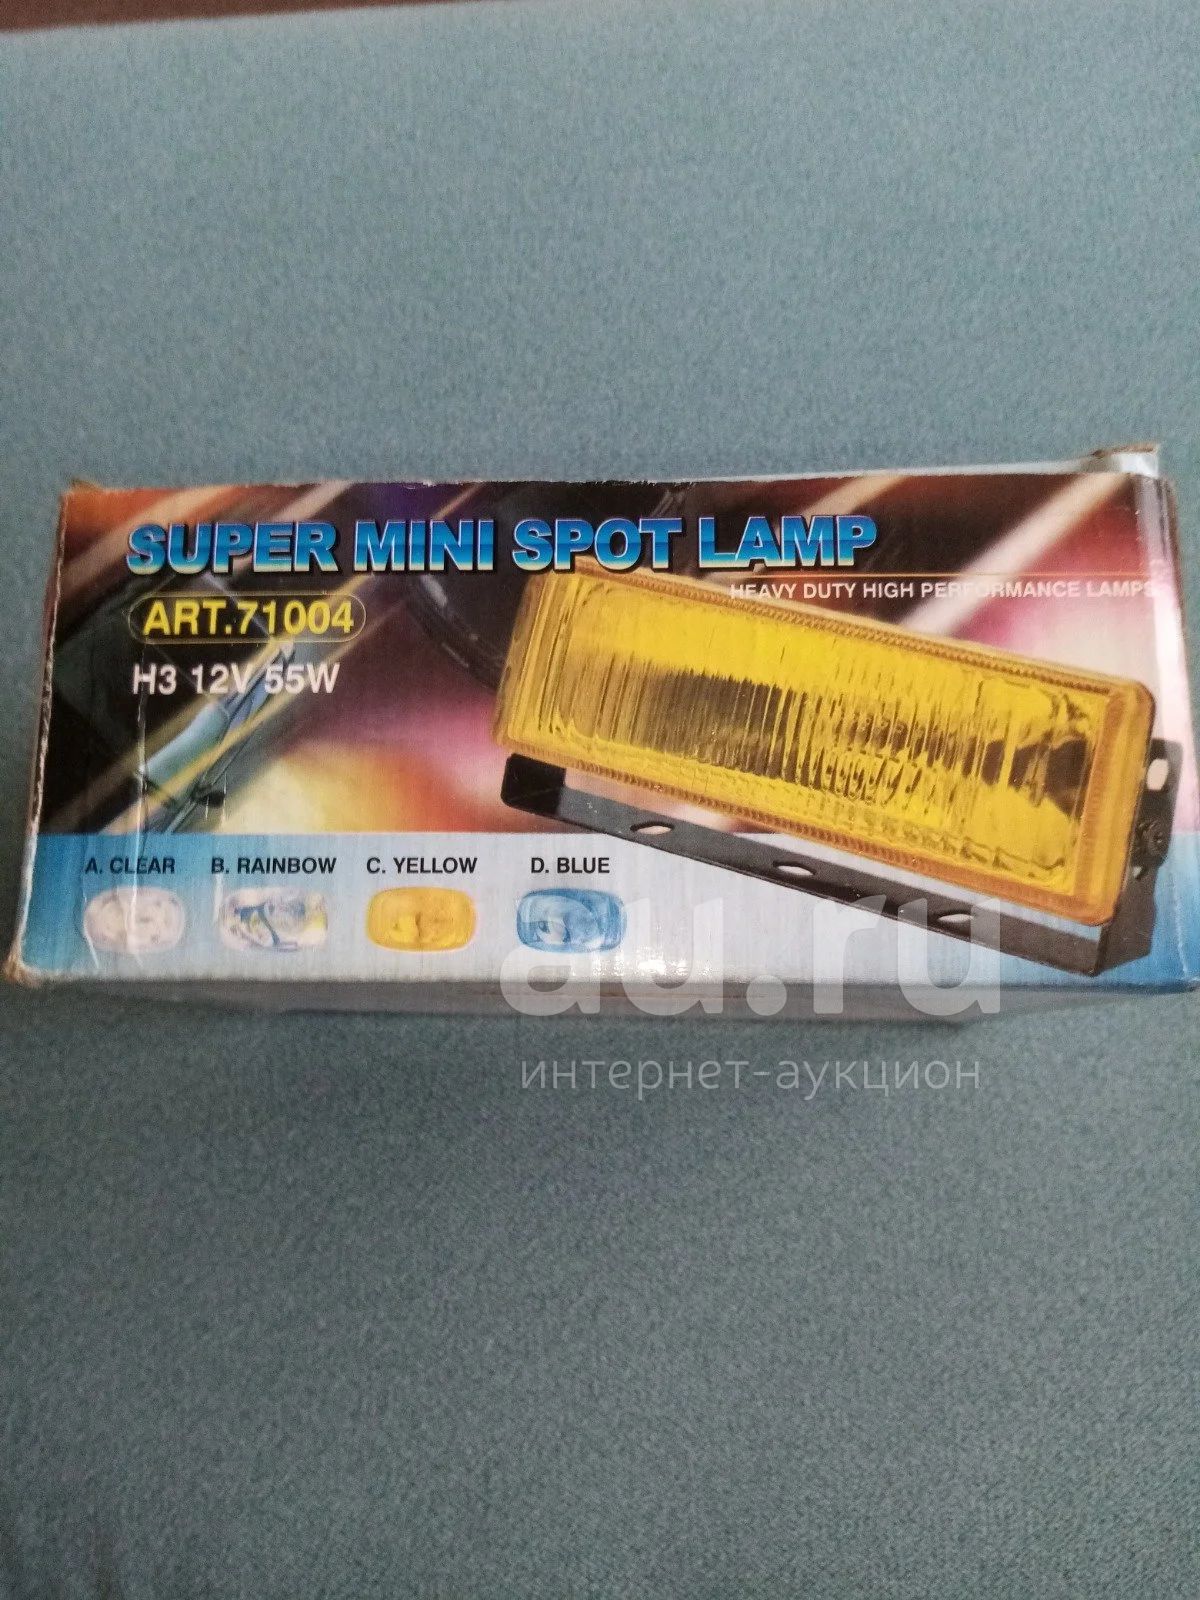 SUPER MINI SPOT LAMP
HEAVY DUTY HIGH PERFORMANCE LAMPS
ART.71004
H3 12V 55W
A. CLEAR B. RAINBOW C. YELLOW D. BLUE
au.ru
интернет-аукцион